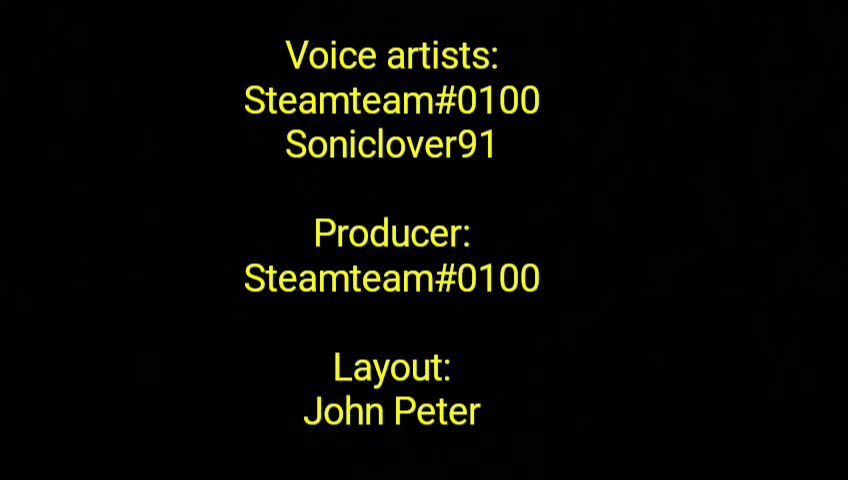 Voice artists:
Steamteam#0100
Soniclover91
Producer:
Steamteam#0100
Layout:
John Peter